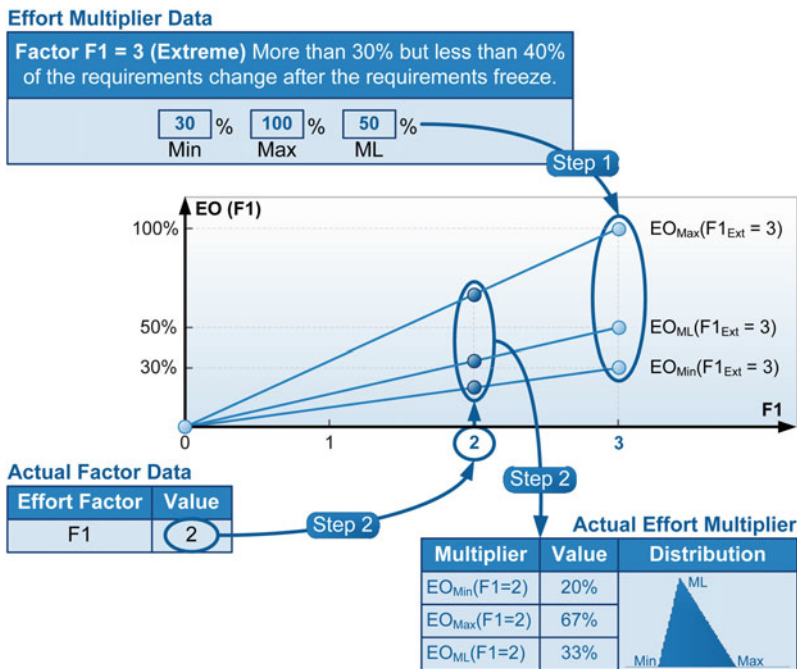 Effort Multiplier Data
Factor F1 = 3 (Extreme) More than 30% but less than 40%
of the requirements change after the requirements freeze.
30 % 100 % 50 %
Min Max ML
Step 1
EO (F1)
100%
50%
30%
EOMax(F1Ext = 3)
EOML(F1Ext = 3)
EOMin(F1Ext = 3)
F1
0 1 2 3
Actual Factor Data
Effort Factor Value
F1 2
Step 2
Step 2
Actual Effort Multiplier
Multiplier Value Distribution
EOMin(F1=2) 20%
EOMax(F1=2) 67%
EOML(F1=2) 33%
ML
Min Max